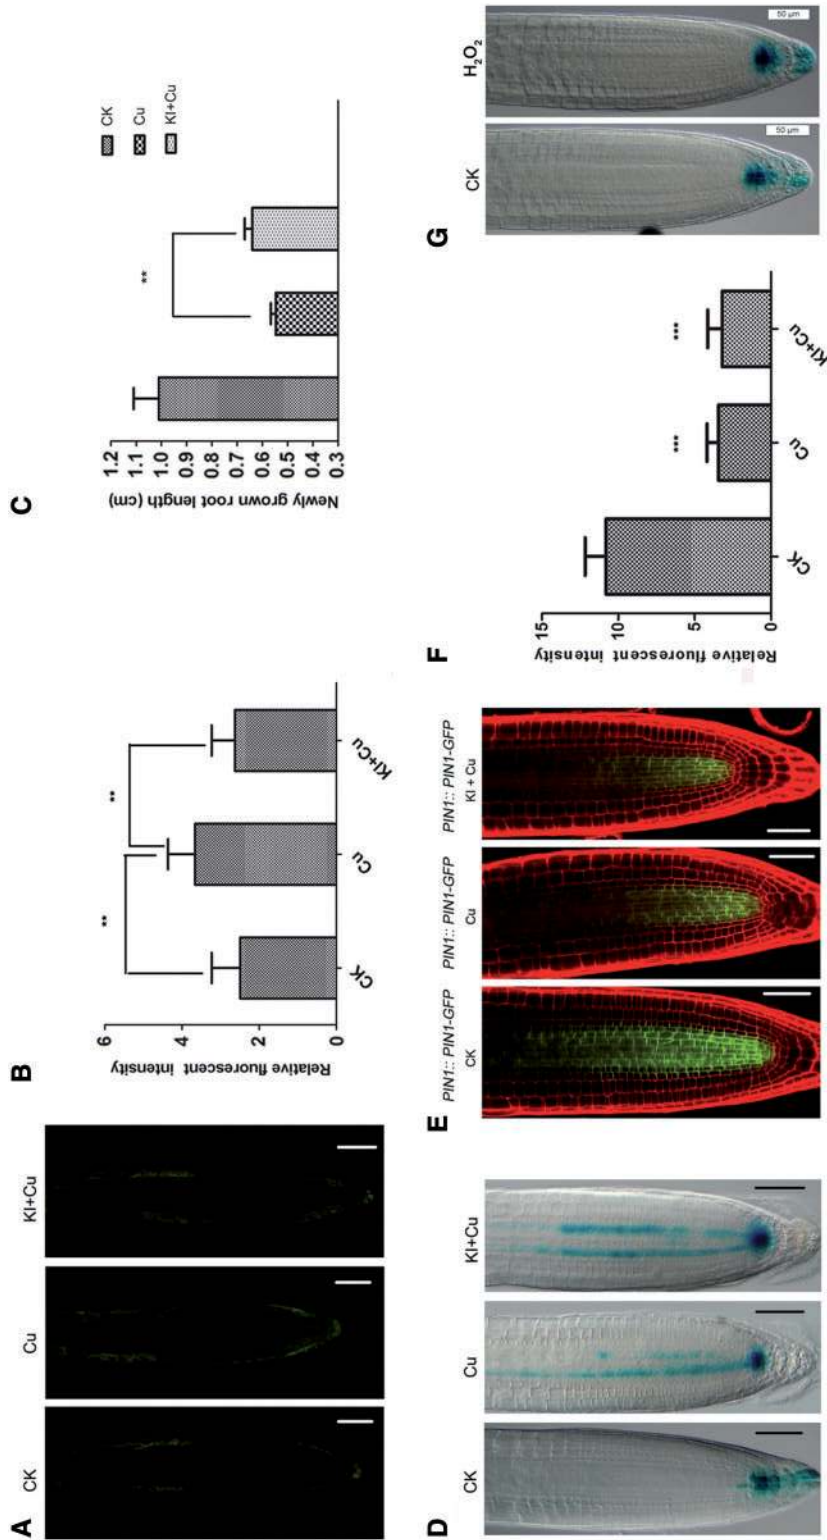 A
CK
Cu
KI+Cu
B
Relative fluorescent intensity
6
4
2
0
**
**
CK
Cu
KI+Cu
C
Newly grown root length (cm)
1.2
1.1
1.0
0.9
0.8
0.7
0.6
0.5
0.4
0.3
**
CK
Cu
KI+Cu
D
CK
Cu
KI+Cu
E
PIN1:: PIN1-GFP
CK
PIN1:: PIN1-GFP
Cu
PIN1:: PIN1-GFP
KI + Cu
F
Relative fluorescent intensity
15
10
5
0
***
***
CK
Cu
KI+Cu
G
CK
50 µm
H₂O₂
50 µm